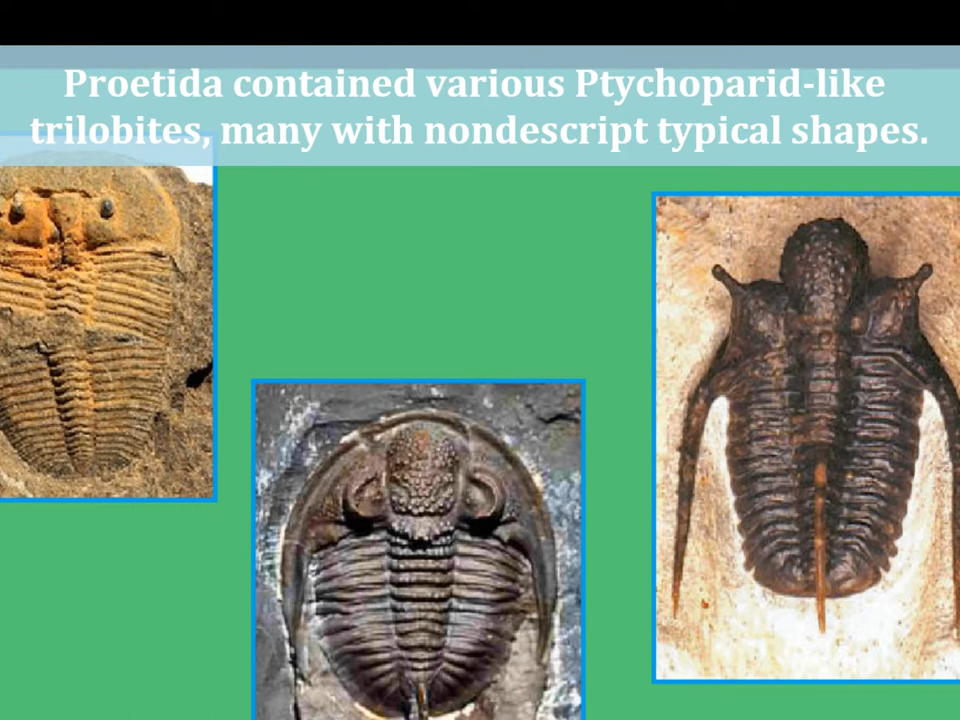 Proetida contained various Ptychoparid-like
trilobites, many with nondescript typical shapes.